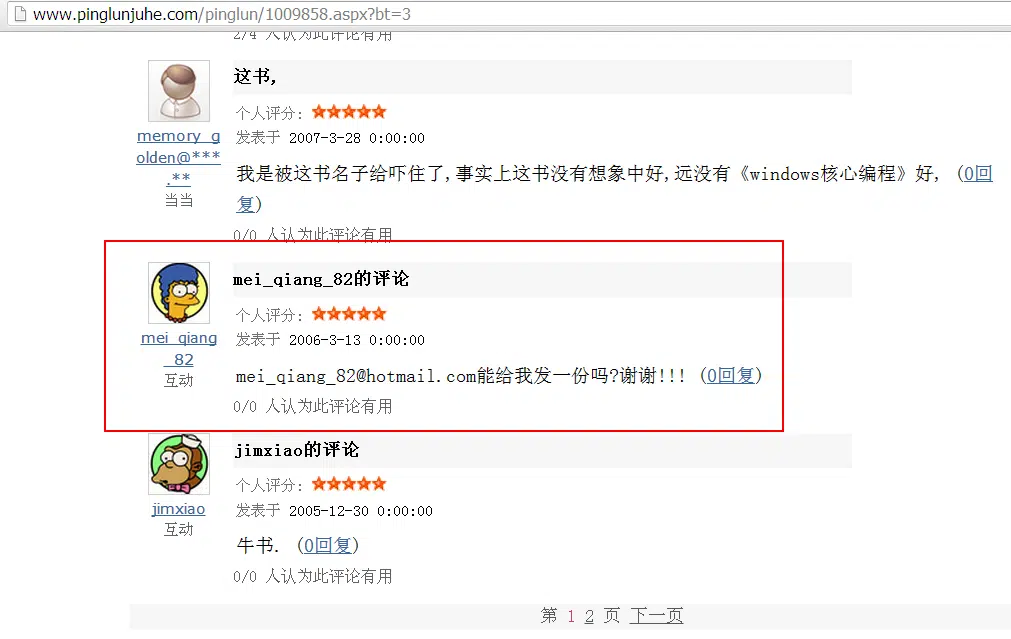 www.pinglunjuhe.com/pinglun/1009858.aspx?bt=3
2/4 人认为此评论有用
这书,
个人评分: 
发表于 2007-3-28 0:00:00
memory_g
olden@***
.**
当当
我是被这书名子给吓住了,事实上这书没有想象中好,远没有《windows核心编程》好, (0回
复)
0/0 人认为此评论有用
mei_qiang_82的评论
个人评分:
发表于 2006-3-13 0:00:00
mei_qiang
_82
互动
mei_qiang_82@hotmail.com能给我发一份吗?谢谢!!! (0回复)
0/0 人认为此评论有用
jimxiao的评论
个人评分:
发表于 2005-12-30 0:00:00
jimxiao
互动
牛书. (0回复)
0/0 人认为此评论有用
第 1 2 页 下一页